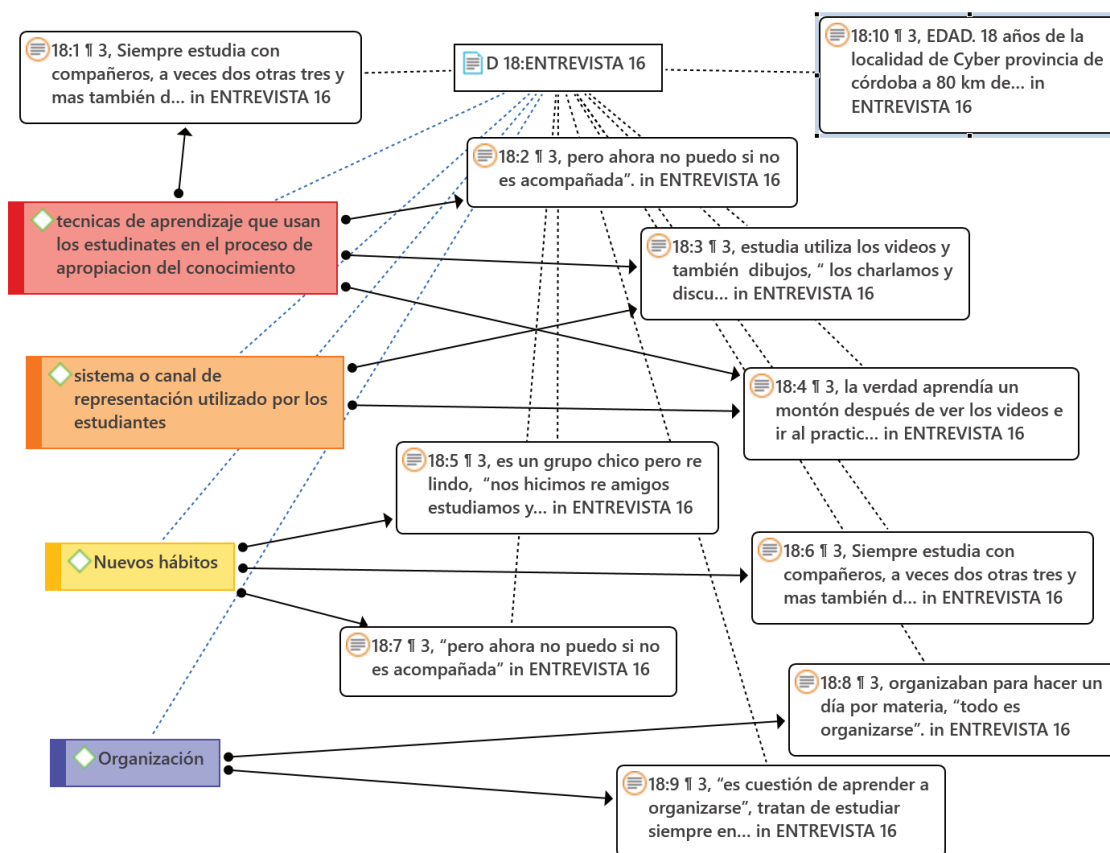 18:1 ¶ 3, Siempre estudia con
compañeros, a veces dos otras tres y
mas también d... in ENTREVISTA 16
D 18:ENTREVISTA 16
18:10 ¶ 3, EDAD. 18 años de la
localidad de Cyber provincia de
córdoba a 80 km de... in
ENTREVISTA 16
18:2 ¶ 3, pero ahora no puedo si no
es acompañada”. in ENTREVISTA 16
tecnicas de aprendizaje que usan
los estudinates en el proceso de
apropiacion del conocimiento
18:3 ¶ 3, estudia utiliza los videos y
también dibujos, “ los charlamos y
discu... in ENTREVISTA 16
sistema o canal de
representación utilizado por los
estudiantes
18:4 ¶ 3, la verdad aprendía un
montón después de ver los videos e
ir al practic... in ENTREVISTA 16
18:5 ¶ 3, es un grupo chico pero re
lindo, “nos hicimos re amigos
estudiamos y... in ENTREVISTA 16
Nuevos hábitos
18:6 ¶ 3, Siempre estudia con
compañeros, a veces dos otras tres y
mas también d... in ENTREVISTA 16
18:7 ¶ 3, “pero ahora no puedo si no
es acompañada” in ENTREVISTA 16
18:8 ¶ 3, organizaban para hacer un
día por materia, “todo es
organizarse”. in ENTREVISTA 16
Organización
18:9 ¶ 3, “es cuestión de aprender a
organizarse”, tratan de estudiar
siempre en... in ENTREVISTA 16